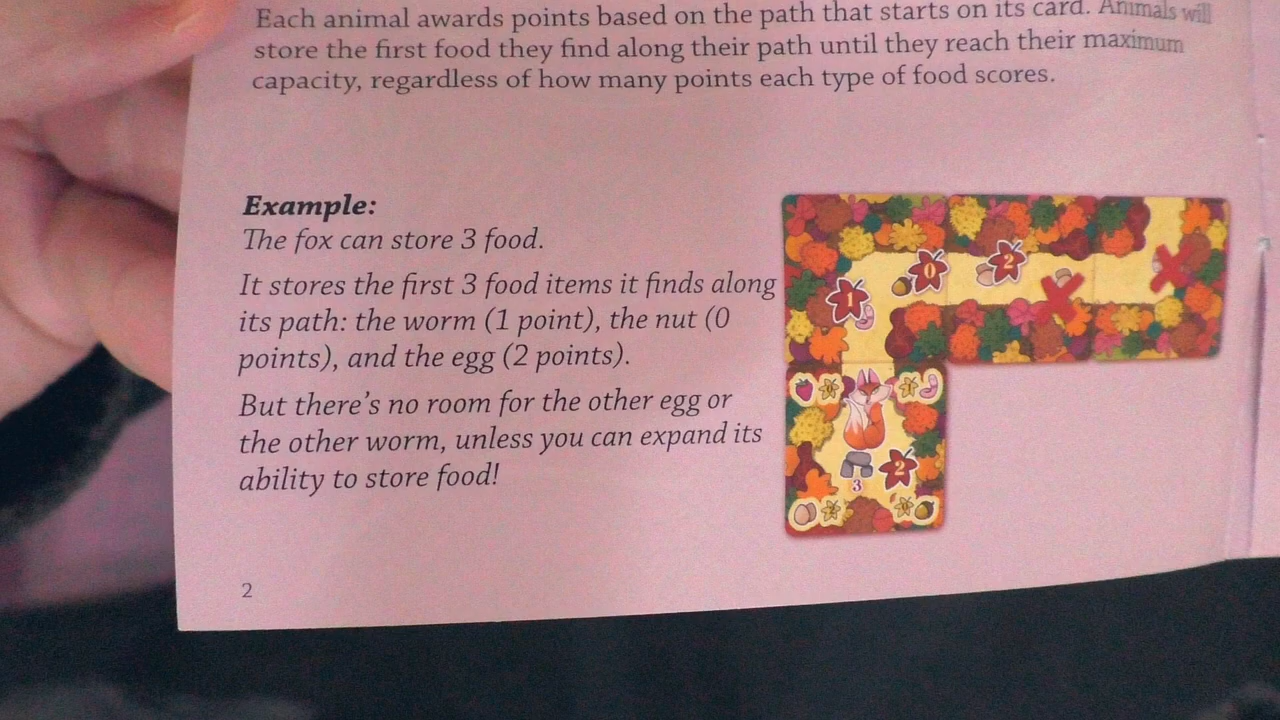 Each animal awards points based on the path that starts on its card. Animals will
store the first food they find along their path until they reach their maximum
capacity, regardless of how many points each type of food scores.
Example:
The fox can store 3 food.
It stores the first 3 food items it finds along
its path: the worm (1 point), the nut (0
points), and the egg (2 points).
But there's no room for the other egg or
the other worm, unless you can expand its
ability to store food!
1
0
2
3
2
2